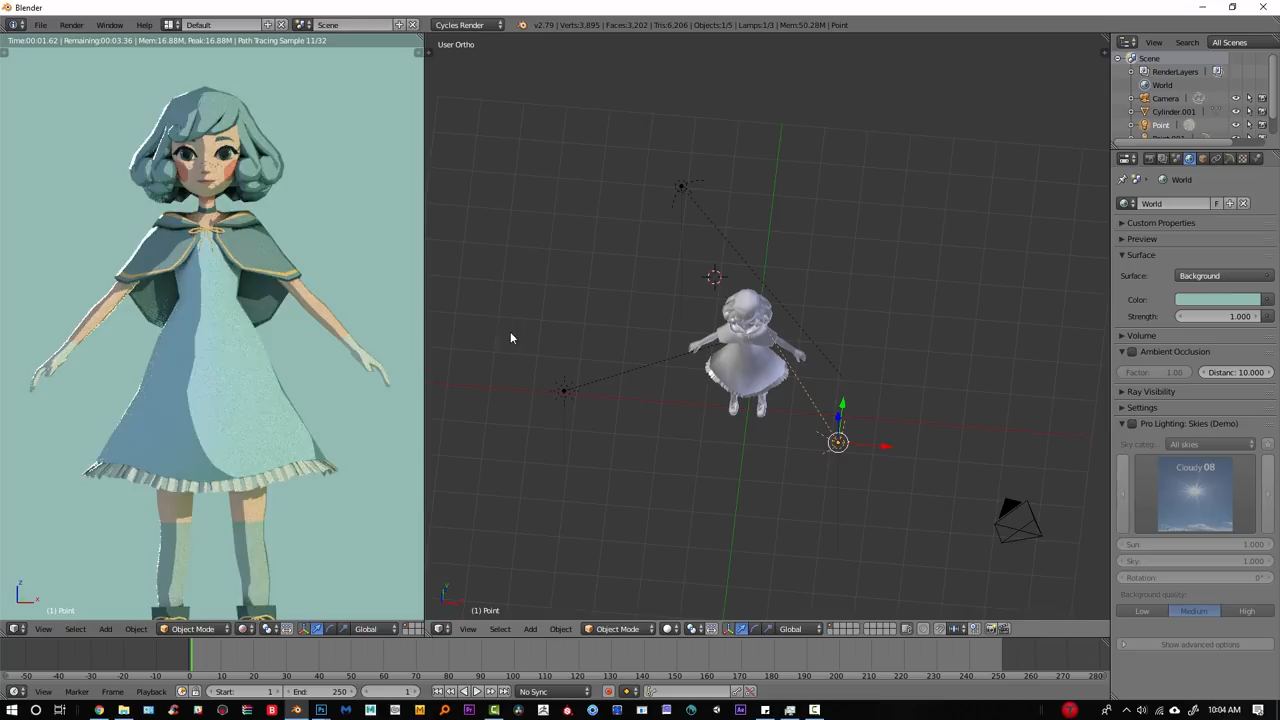 Blender
File
Render
Window
Help
Default
Scene
Cycles Render
v2.79 | Verts:3,895 | Faces:3,202 | Tris:6,206 | Objects:1/5 | Lamps:1/3 | Mem:50.28M | Point
View
Search
All Scenes
Time:00:01.62 | Remaining:00:03.36 | Mem:16.88M, Peak:16.88M | Path Tracing Sample 11/32
User Ortho
Scene
RenderLayers
World
Camera
Cylinder.001
Point
World
World
F
Custom Properties
Preview
Surface
Surface:
Background
Color:
Strength:
1.000
Volume
Ambient Occlusion
Factor: 1.00
Distanc: 10.000
Ray Visibility
Settings
Pro Lighting: Skies (Demo)
Sky categ..
All skies
Cloudy 08
Sun: 1.000
Sky: 1.000
Rotation: 0°
Background quality:
Low
Medium
High
Show advanced options
z
x
(1) Point
y
(1) Point
View
Select
Add
Object
Object Mode
Global
View
Select
Add
Object
Object Mode
Global
-50 -40 -30 -20 -10 0 10 20 30 40 50 60 70 80 90 100 110 120 130 140 150 160 170 180 190 200 210 220 230 240 250 260 270 280
View
Marker
Frame
Playback
Start: 1
End: 250
1
No Sync
10:04 AM